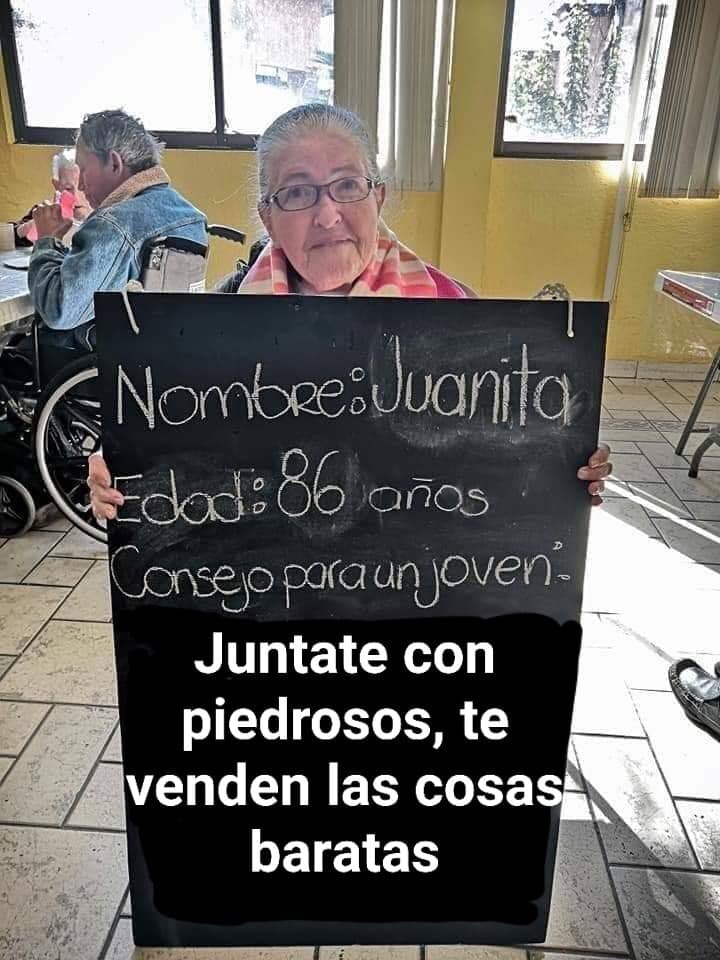 Nombre: Juanita
Edad: 86 años
Consejo para un joven:
Juntate con
piedrosos, te
venden las cosas
baratas